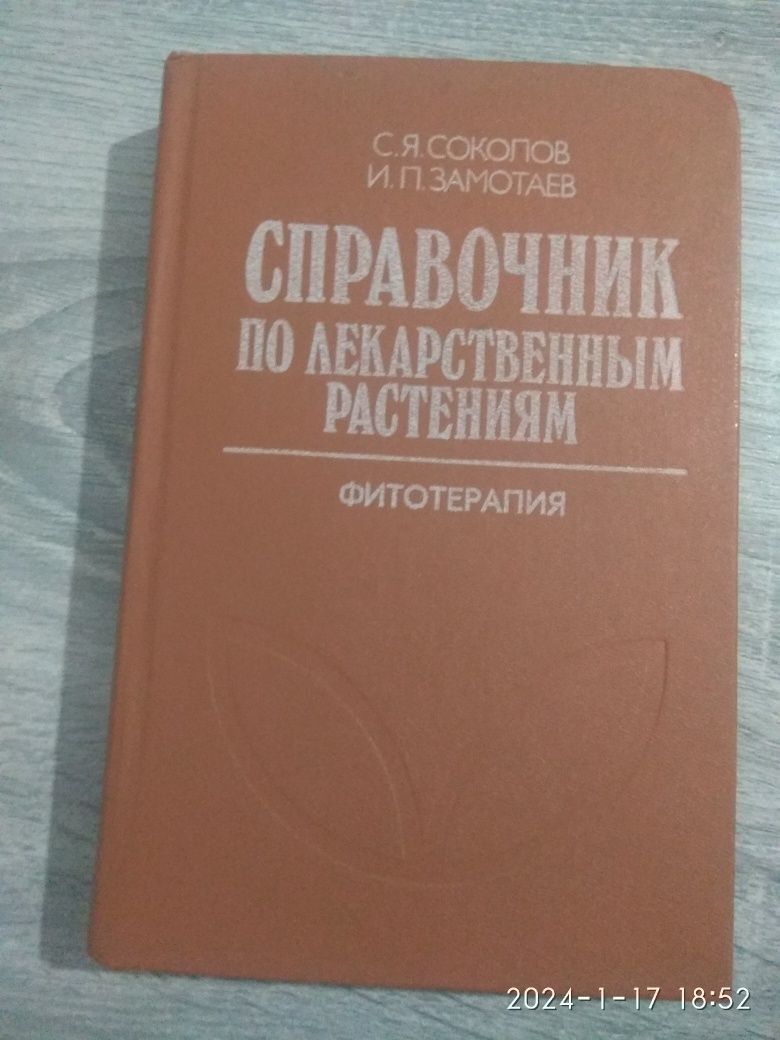 С.Я.СОКОЛОВ
И.П.ЗАМОТАЕВ
СПРАВОЧНИК
ПО ЛЕКАРСТВЕННЫМ
РАСТЕНИЯМ
ФИТОТЕРАПИЯ
2024-1-17 18:52